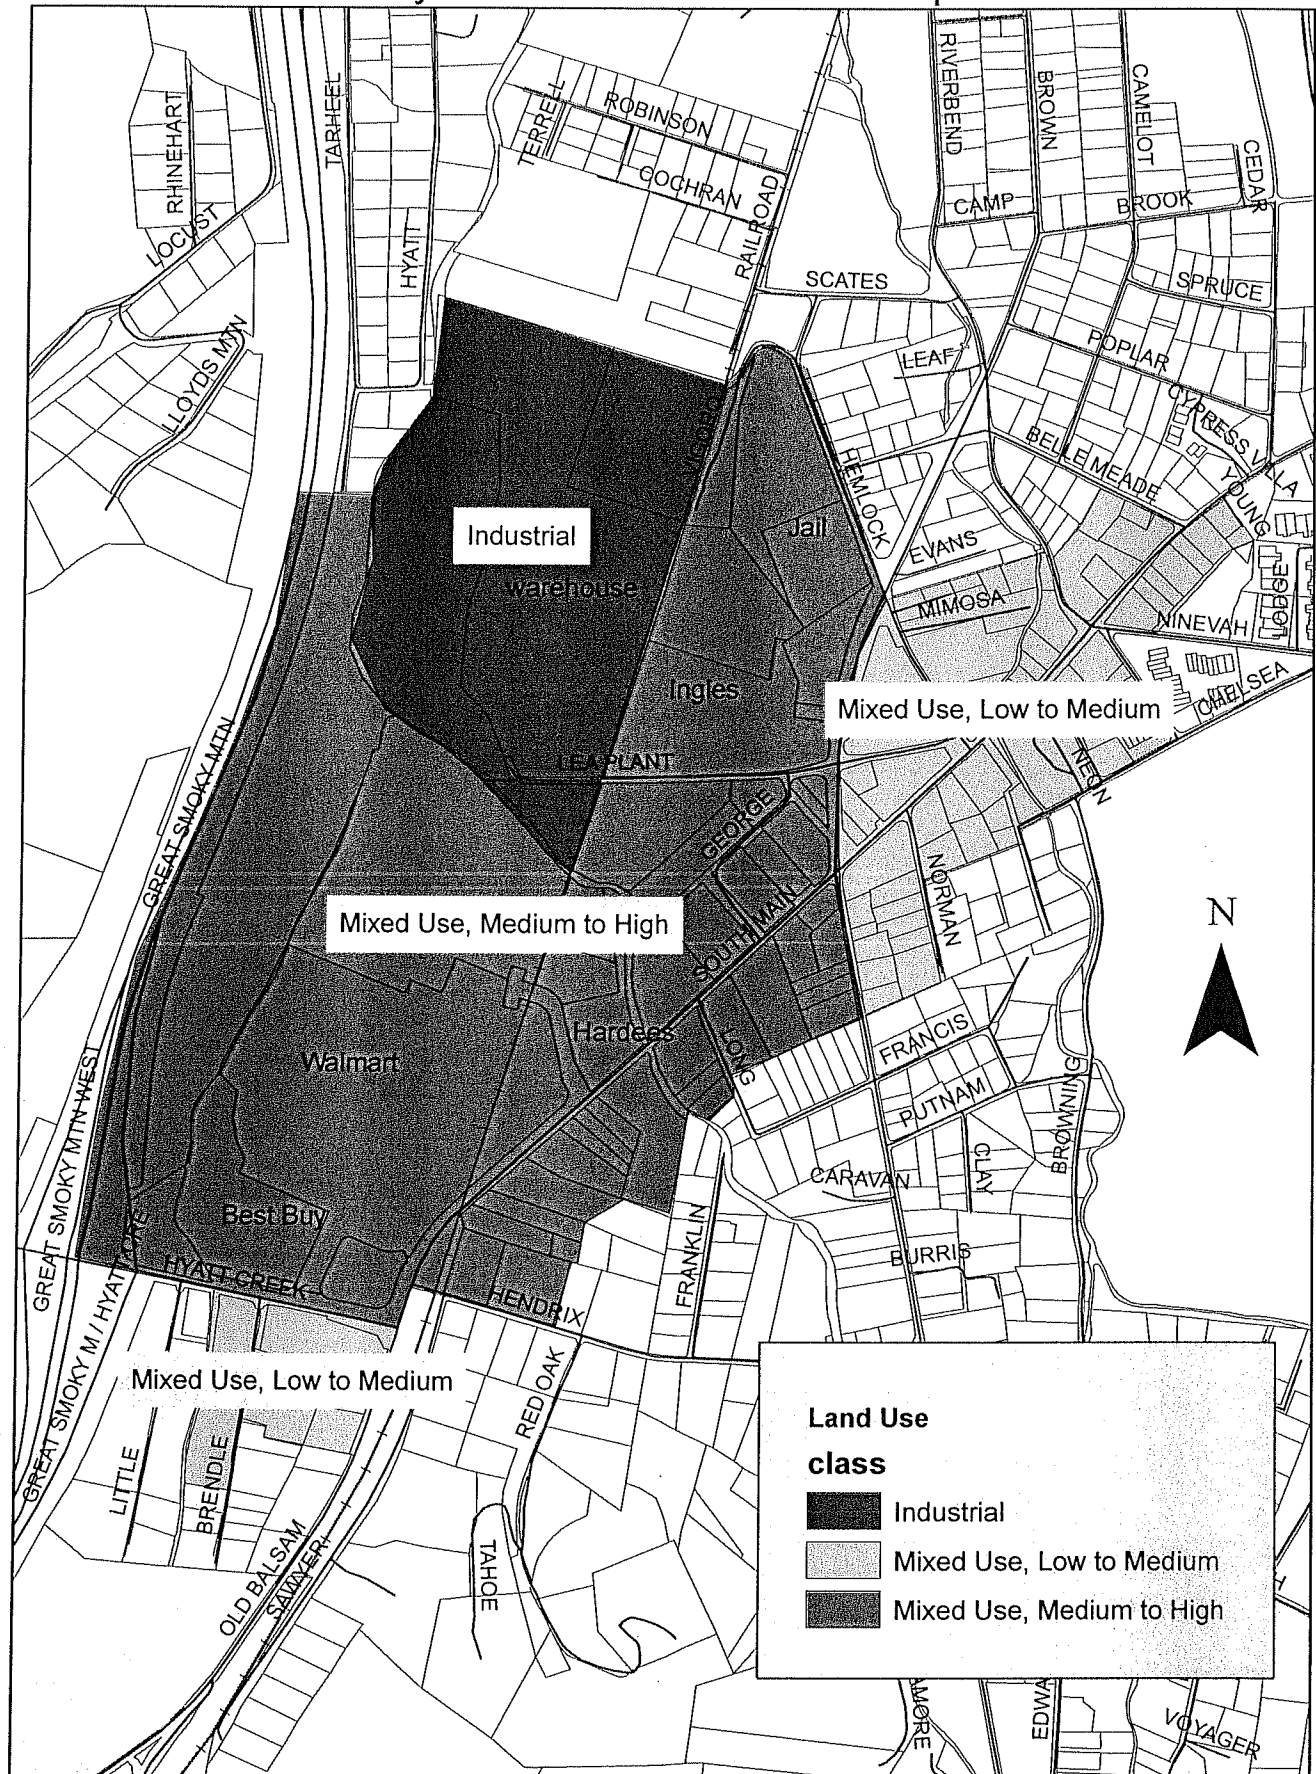 RIVERBEND
BROWN
CAMELOT
CEDAR
RHINEHART
TARHEEL
TERRELL
ROBINSON
COCHRAN
RAILROAD
CAMP
BROOK
LOCUST
HYATT
SCATES
SPRUCE
LLOYDS MTN
LEAF
POPLAR
CYPRESS VILLA
BELLE MEADE
YOUNG
HEMLOCK
Industrial
Jail
EVANS
warehouse
MIMOSA
LODGE
NINEVAH
Ingles
CHELSEA
Mixed Use, Low to Medium
LEA PLANT
NEON
GREAT SMOKY MTN
GEORGE
NORMAN
N
Mixed Use, Medium to High
SOUTH MAIN
Hardees
LONG
FRANCIS
Walmart
PUTNAM
BROWNING
GREAT SMOKY MTN WEST
CARAVAN
CLAY
Best Buy
FRANKLIN
BURRIS
HYATT CREEK
HENDRIX
GREAT SMOKY M / HYATT
Mixed Use, Low to Medium
RED OAK
LITTLE
BRENDLE
OLD BALSAM
SAWYER
TAHOE
Land Use
class
Industrial
Mixed Use, Low to Medium
Mixed Use, Medium to High
AMORE
EDWA
VOYAGER